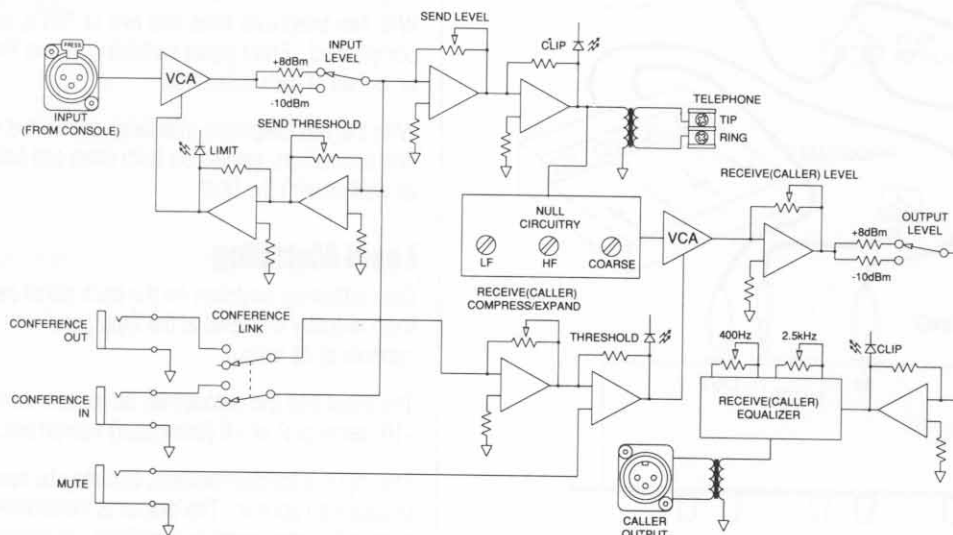 SEND LEVEL
PRESS
VCA
+8dBm
-10dBm
INPUT
LEVEL
INPUT
(FROM CONSOLE)
CLIP
TELEPHONE
TIP
RING
LIMIT
SEND THRESHOLD
NULL
CIRCUITRY
LF
HF
COARSE
VCA
RECEIVE(CALLER) LEVEL
OUTPUT
LEVEL
+8dBm
-10dBm
CONFERENCE
OUT
CONFERENCE
LINK
RECEIVE(CALLER)
COMPRESS/EXPAND
THRESHOLD
400Hz
2.5kHz
CLIP
RECEIVE(CALLER)
EQUALIZER
CONFERENCE
IN
MUTE
CALLER
OUTPUT